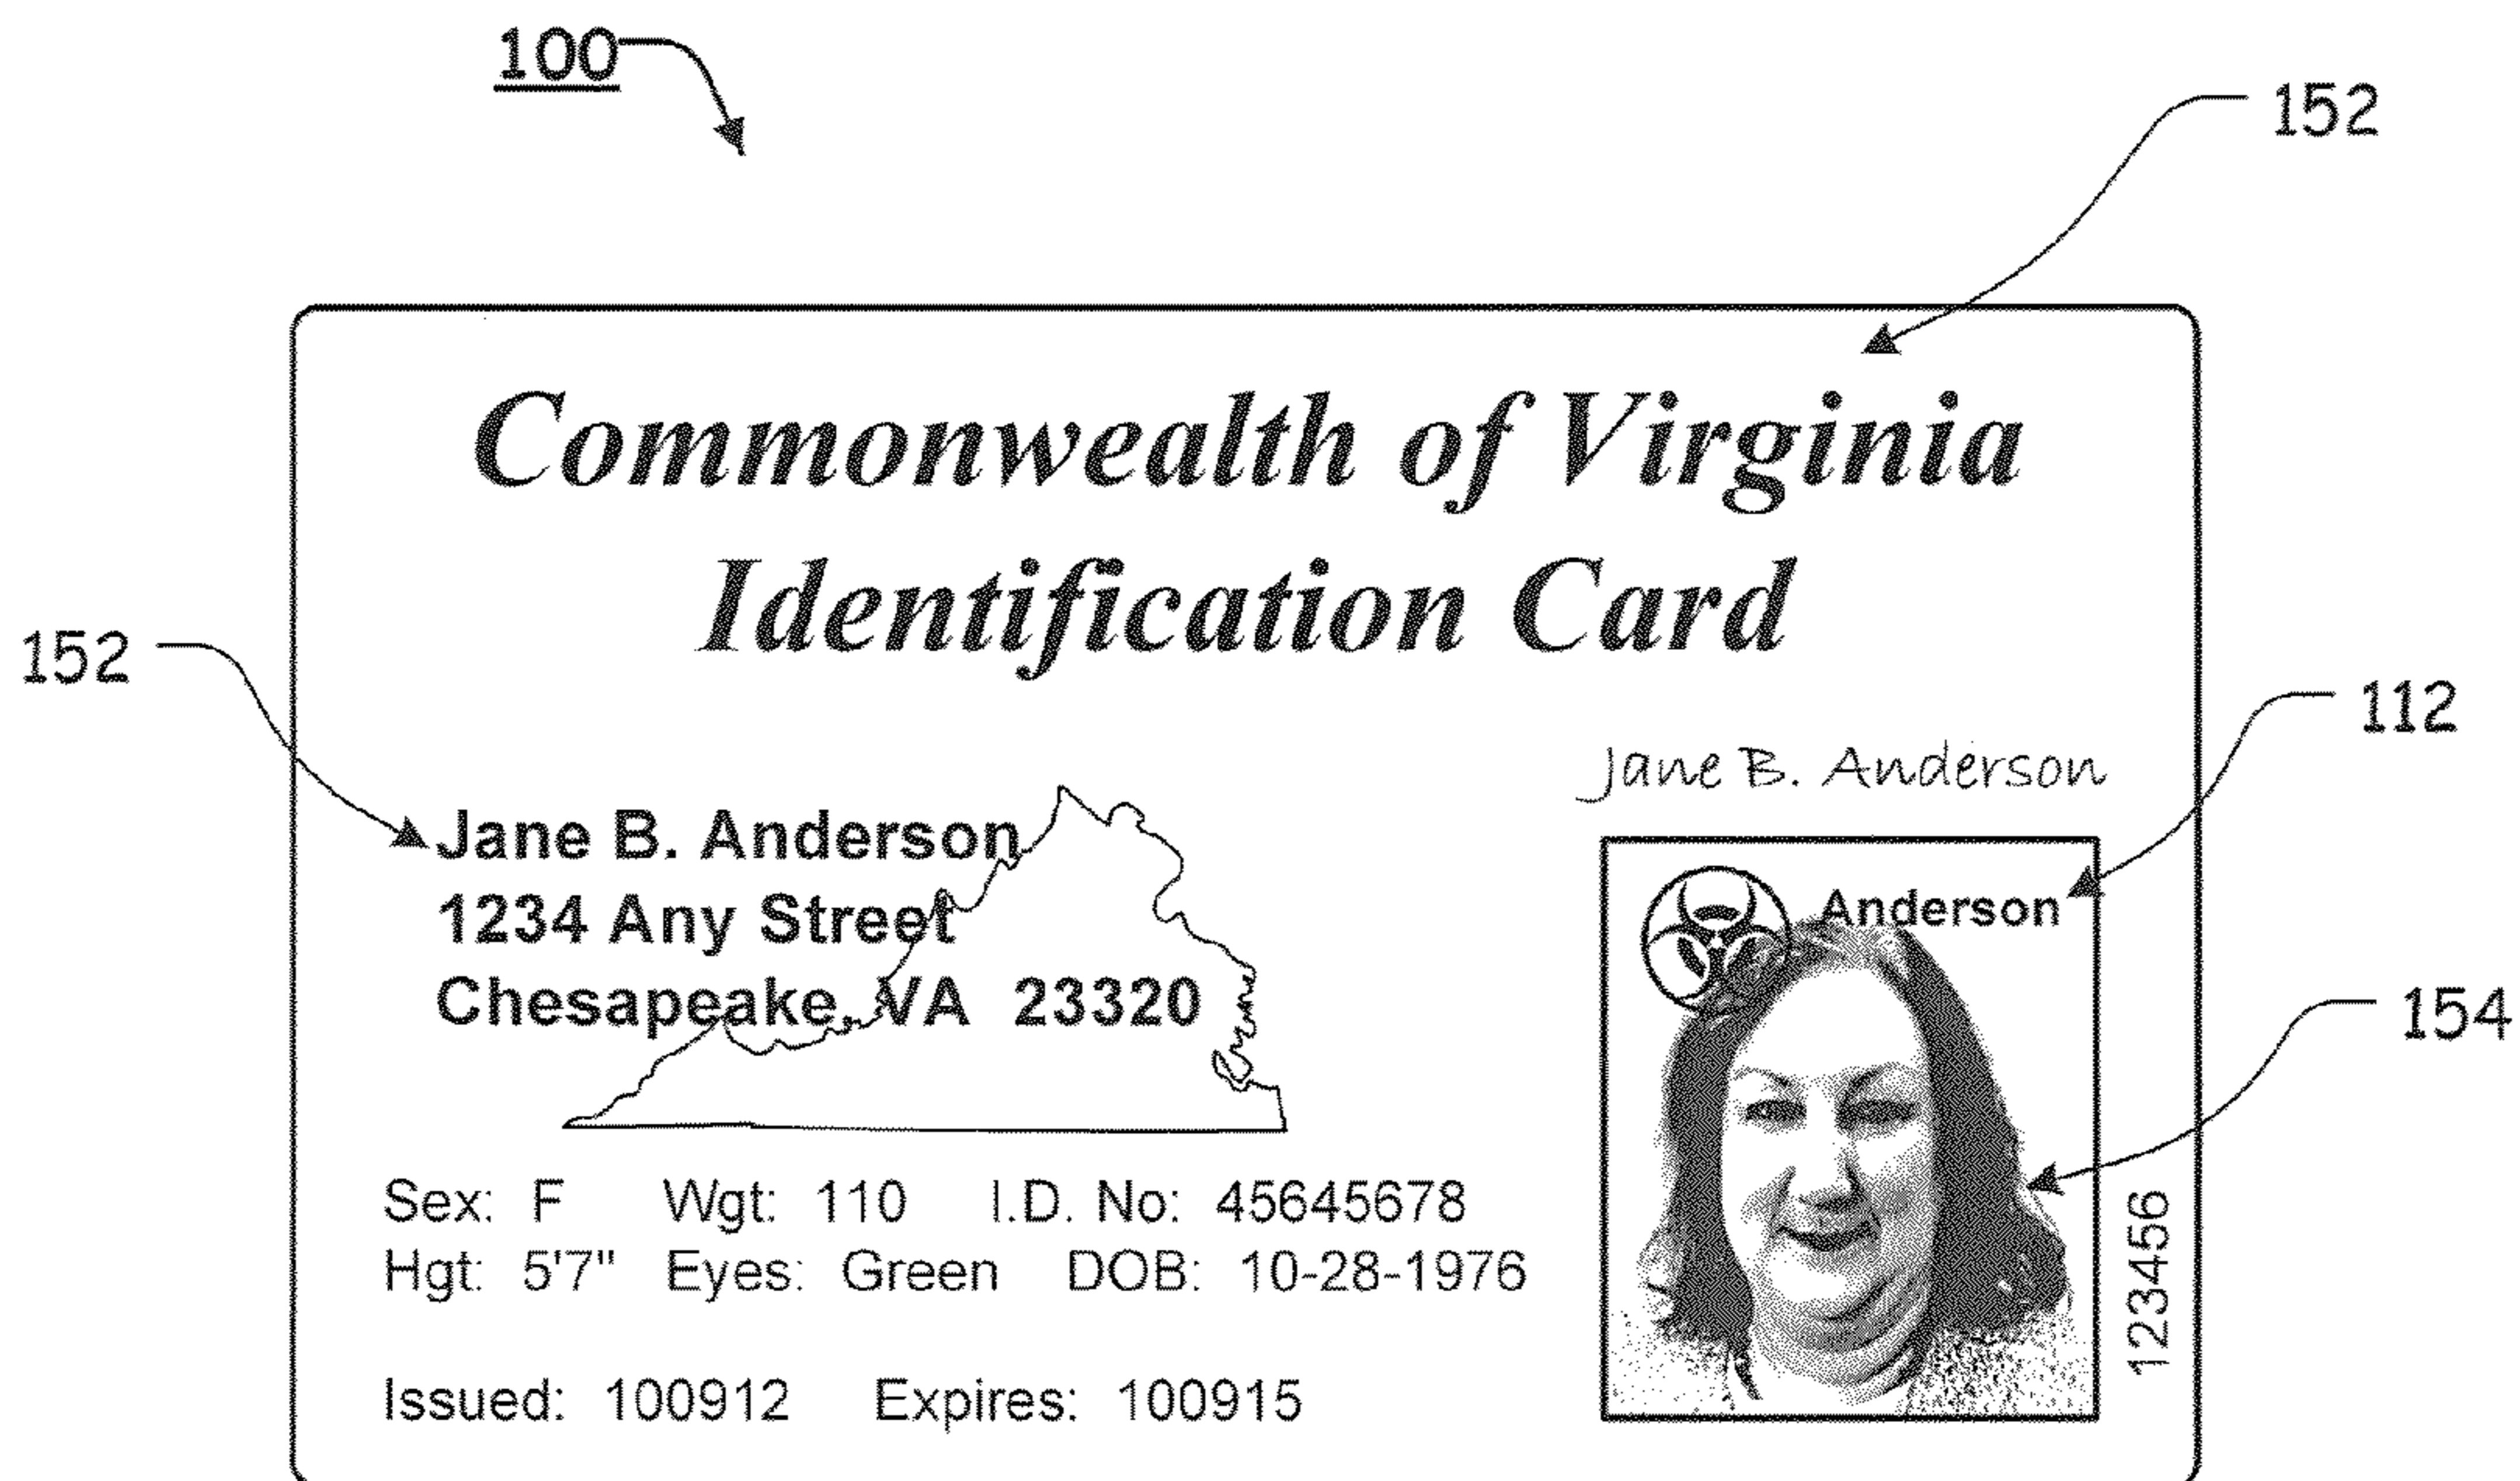 100
152
Commonwealth of Virginia
Identification Card
152
112
Jane B. Anderson
Jane B. Anderson
1234 Any Street
Chesapeake, VA 23320
Anderson
154
Sex: F Wgt: 110 I.D. No: 45645678
Hgt: 5'7" Eyes: Green DOB: 10-28-1976
123456
Issued: 100912 Expires: 100915